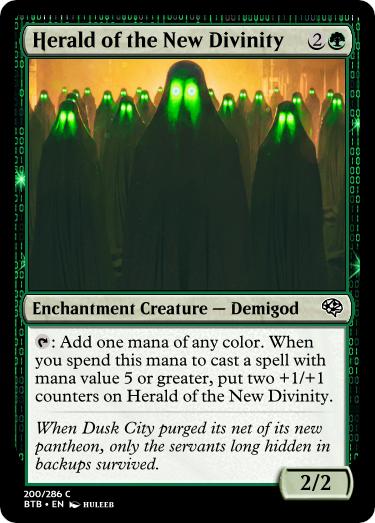 Herald of the New Divinity 2
Enchantment Creature — Demigod
: Add one mana of any color. When
you spend this mana to cast a spell with
mana value 5 or greater, put two +1/+1
counters on Herald of the New Divinity.
When Dusk City purged its net of its new
pantheon, only the servants long hidden in
backups survived.
2/2
200/286 C
BTB • EN HULEEB